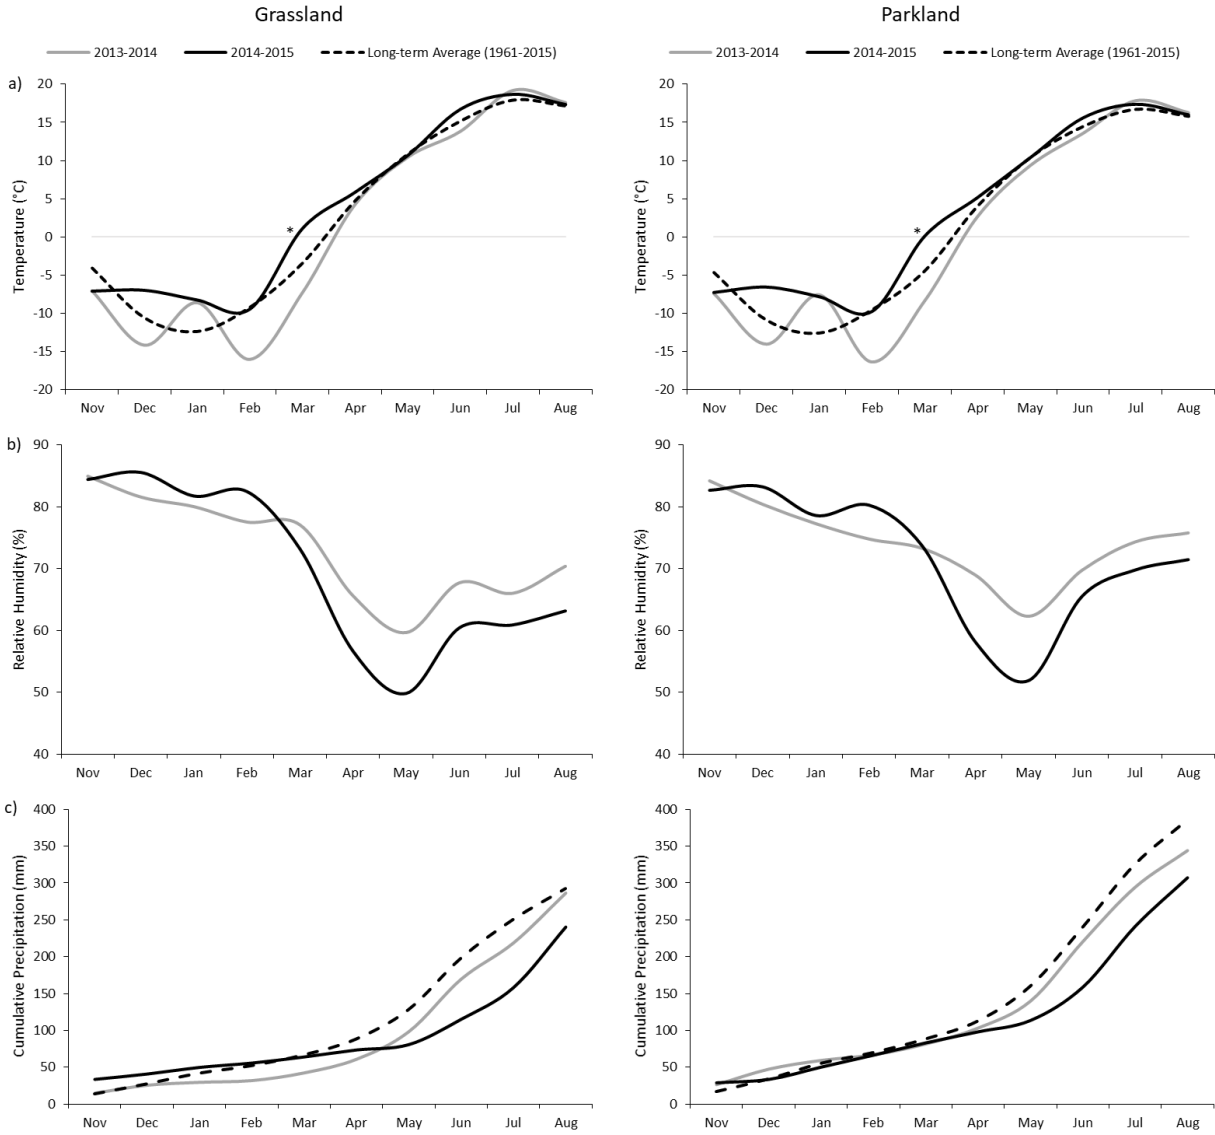 Grassland
Parkland
2013-2014 2014-2015 Long-term Average (1961-2015)
2013-2014 2014-2015 Long-term Average (1961-2015)
a)
Temperature (°C)
20
15
10
5
0
-5
-10
-15
-20
*
Nov Dec Jan Feb Mar Apr May Jun Jul Aug
Temperature (°C)
20
15
10
5
0
-5
-10
-15
-20
*
Nov Dec Jan Feb Mar Apr May Jun Jul Aug
b)
Relative Humidity (%)
90
80
70
60
50
40
Nov Dec Jan Feb Mar Apr May Jun Jul Aug
Relative Humidity (%)
90
80
70
60
50
40
Nov Dec Jan Feb Mar Apr May Jun Jul Aug
c)
Cumulative Precipitation (mm)
400
350
300
250
200
150
100
50
0
Nov Dec Jan Feb Mar Apr May Jun Jul Aug
Cumulative Precipitation (mm)
400
350
300
250
200
150
100
50
0
Nov Dec Jan Feb Mar Apr May Jun Jul Aug